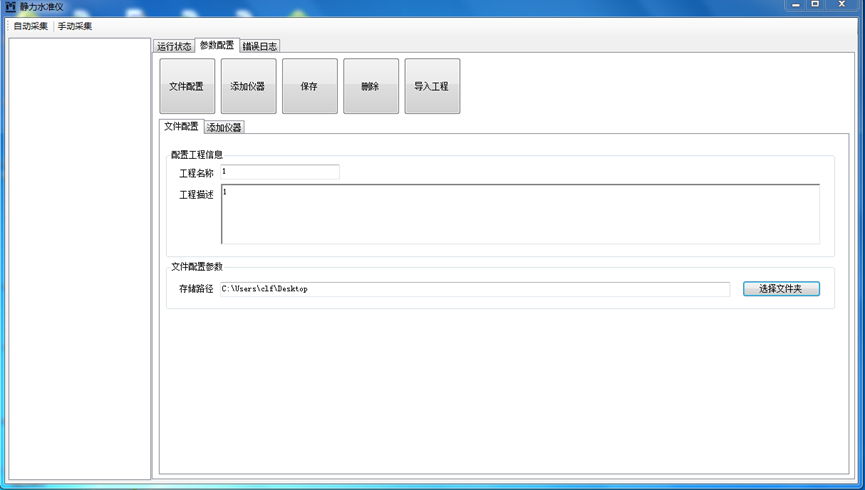 静力水准仪
自动采集 手动采集
运行状态 参数配置 错误日志
文件配置 添加仪器 保存 删除 导入工程
文件配置 添加仪器
配置工程信息
工程名称 1
工程描述 1
文件配置参数
存储路径 C:\Users\clf\Desktop 选择文件夹